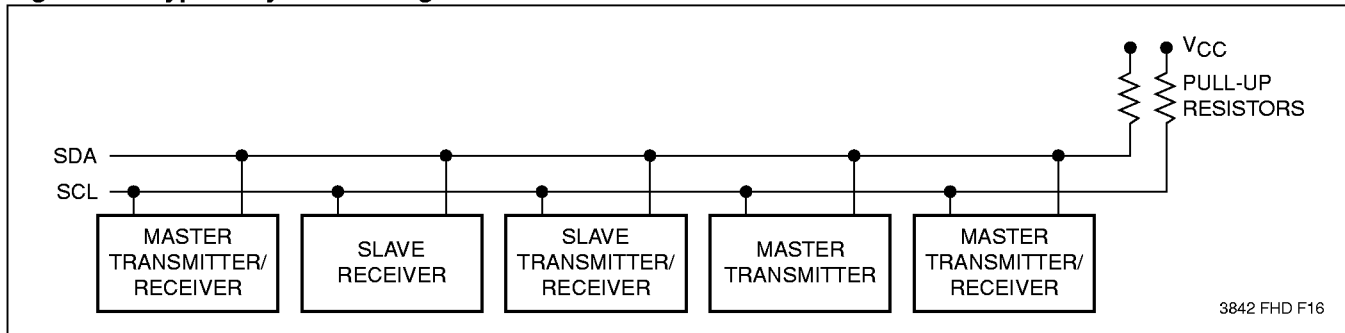 VCC
PULL-UP
RESISTORS
SDA
SCL
MASTER
TRANSMITTER/
RECEIVER
SLAVE
RECEIVER
SLAVE
TRANSMITTER/
RECEIVER
MASTER
TRANSMITTER
MASTER
TRANSMITTER/
RECEIVER
3842 FHD F16